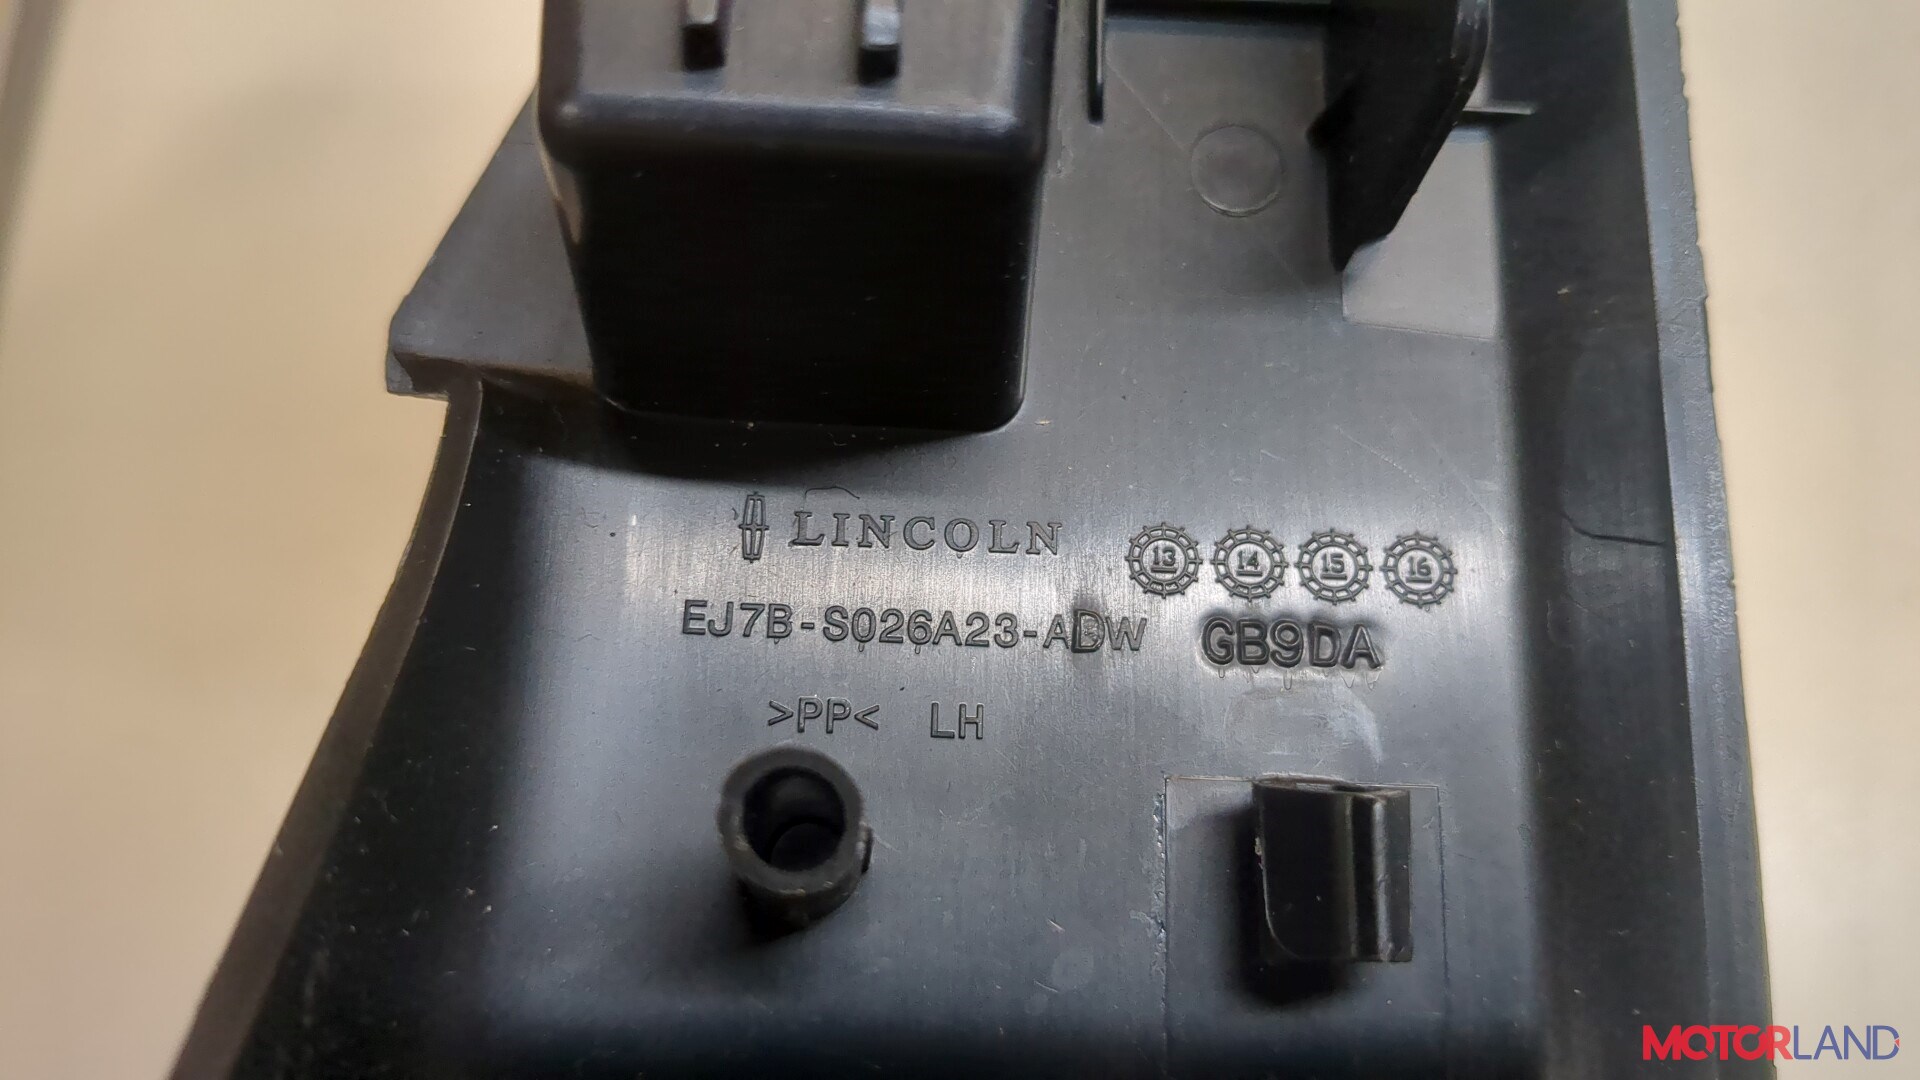 LINCOLN
13 14 15 16
EJ7B-S026A23-ADW GB9DA
>PP< LH
MOTORLAND